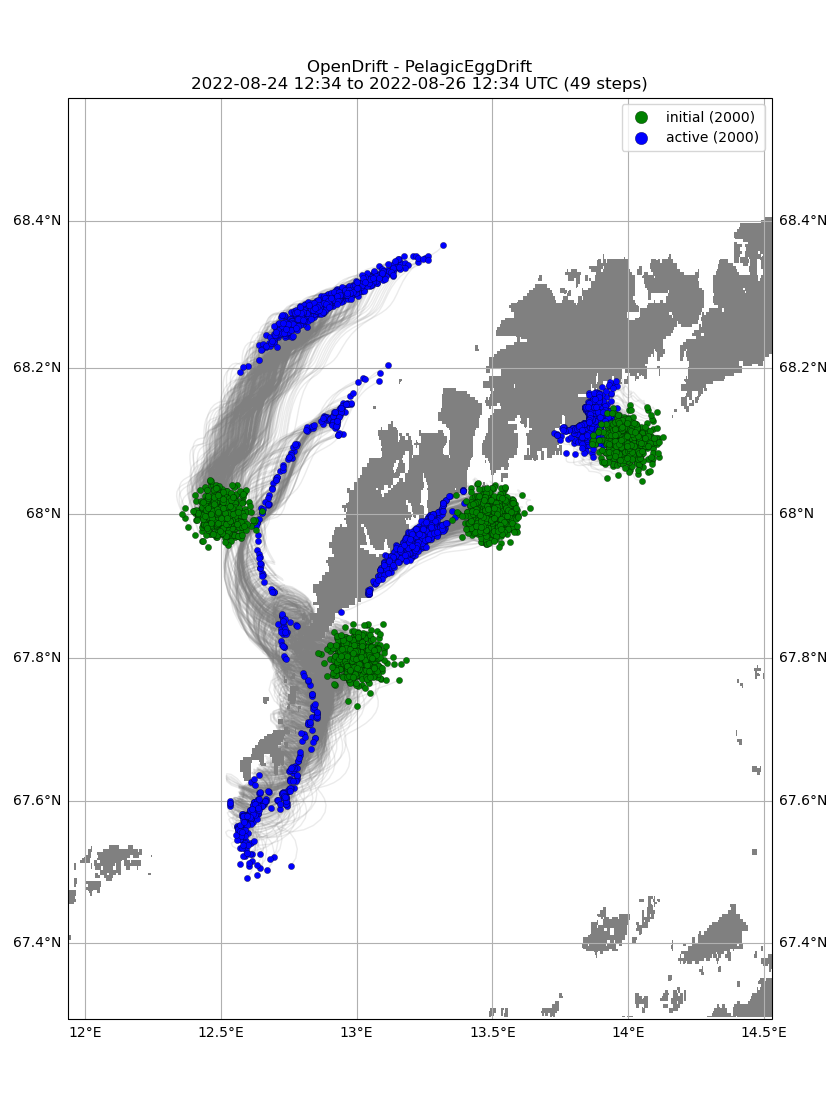 OpenDrift - PelagicEggDrift
2022-08-24 12:34 to 2022-08-26 12:34 UTC (49 steps)
initial (2000)
active (2000)
68.4°N
68.4°N
68.2°N
68.2°N
68°N
68°N
67.8°N
67.8°N
67.6°N
67.6°N
67.4°N
67.4°N
12°E
12.5°E
13°E
13.5°E
14°E
14.5°E